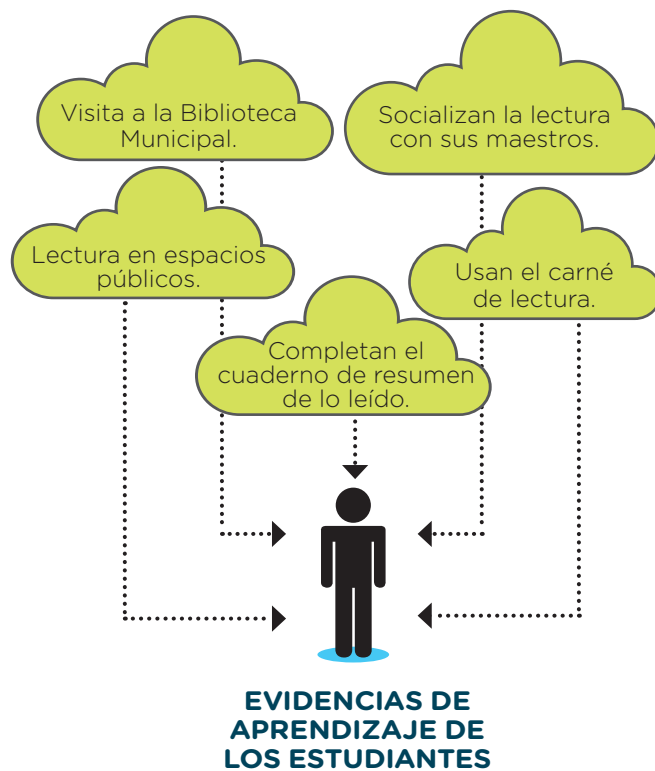 Visita a la Biblioteca
Municipal.
Socializan la lectura
con sus maestros.
Lectura en espacios
públicos.
Usan el carné
de lectura.
Completan el
cuaderno de resumen
de lo leído.
EVIDENCIAS DE
APRENDIZAJE DE
LOS ESTUDIANTES